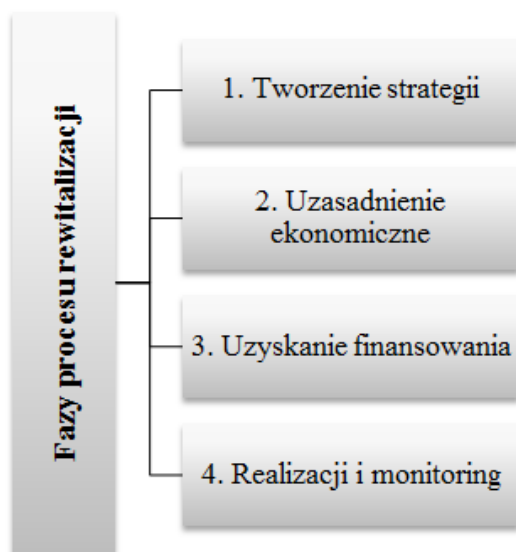 Fazy procesu rewitalizacji
1. Tworzenie strategii
2. Uzasadnienie
ekonomiczne
3. Uzyskanie finansowania
4. Realizacji i monitoring